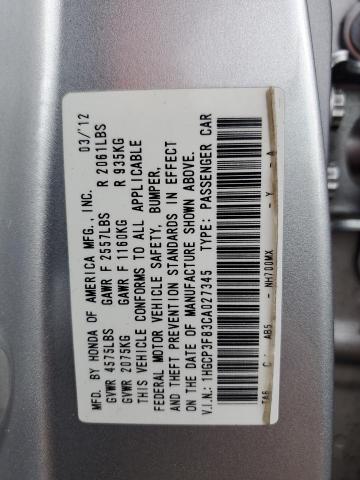 MFD. BY HONDA OF AMERICA MFG., INC. 03/'12
GVWR 4575LBS GAWR F 2557LBS R 2061LBS
GVWR 2075KG GAWR F 1160KG R 935KG
THIS VEHICLE CONFORMS TO ALL APPLICABLE
FEDERAL MOTOR VEHICLE SAFETY, BUMPER,
AND THEFT PREVENTION STANDARDS IN EFFECT
ON THE DATE OF MANUFACTURE SHOWN ABOVE.
V.I.N.: 1HGCP3F83CA027345 TYPE: PASSENGER CAR
TA6 C AB5 - NH700MX - Y - A